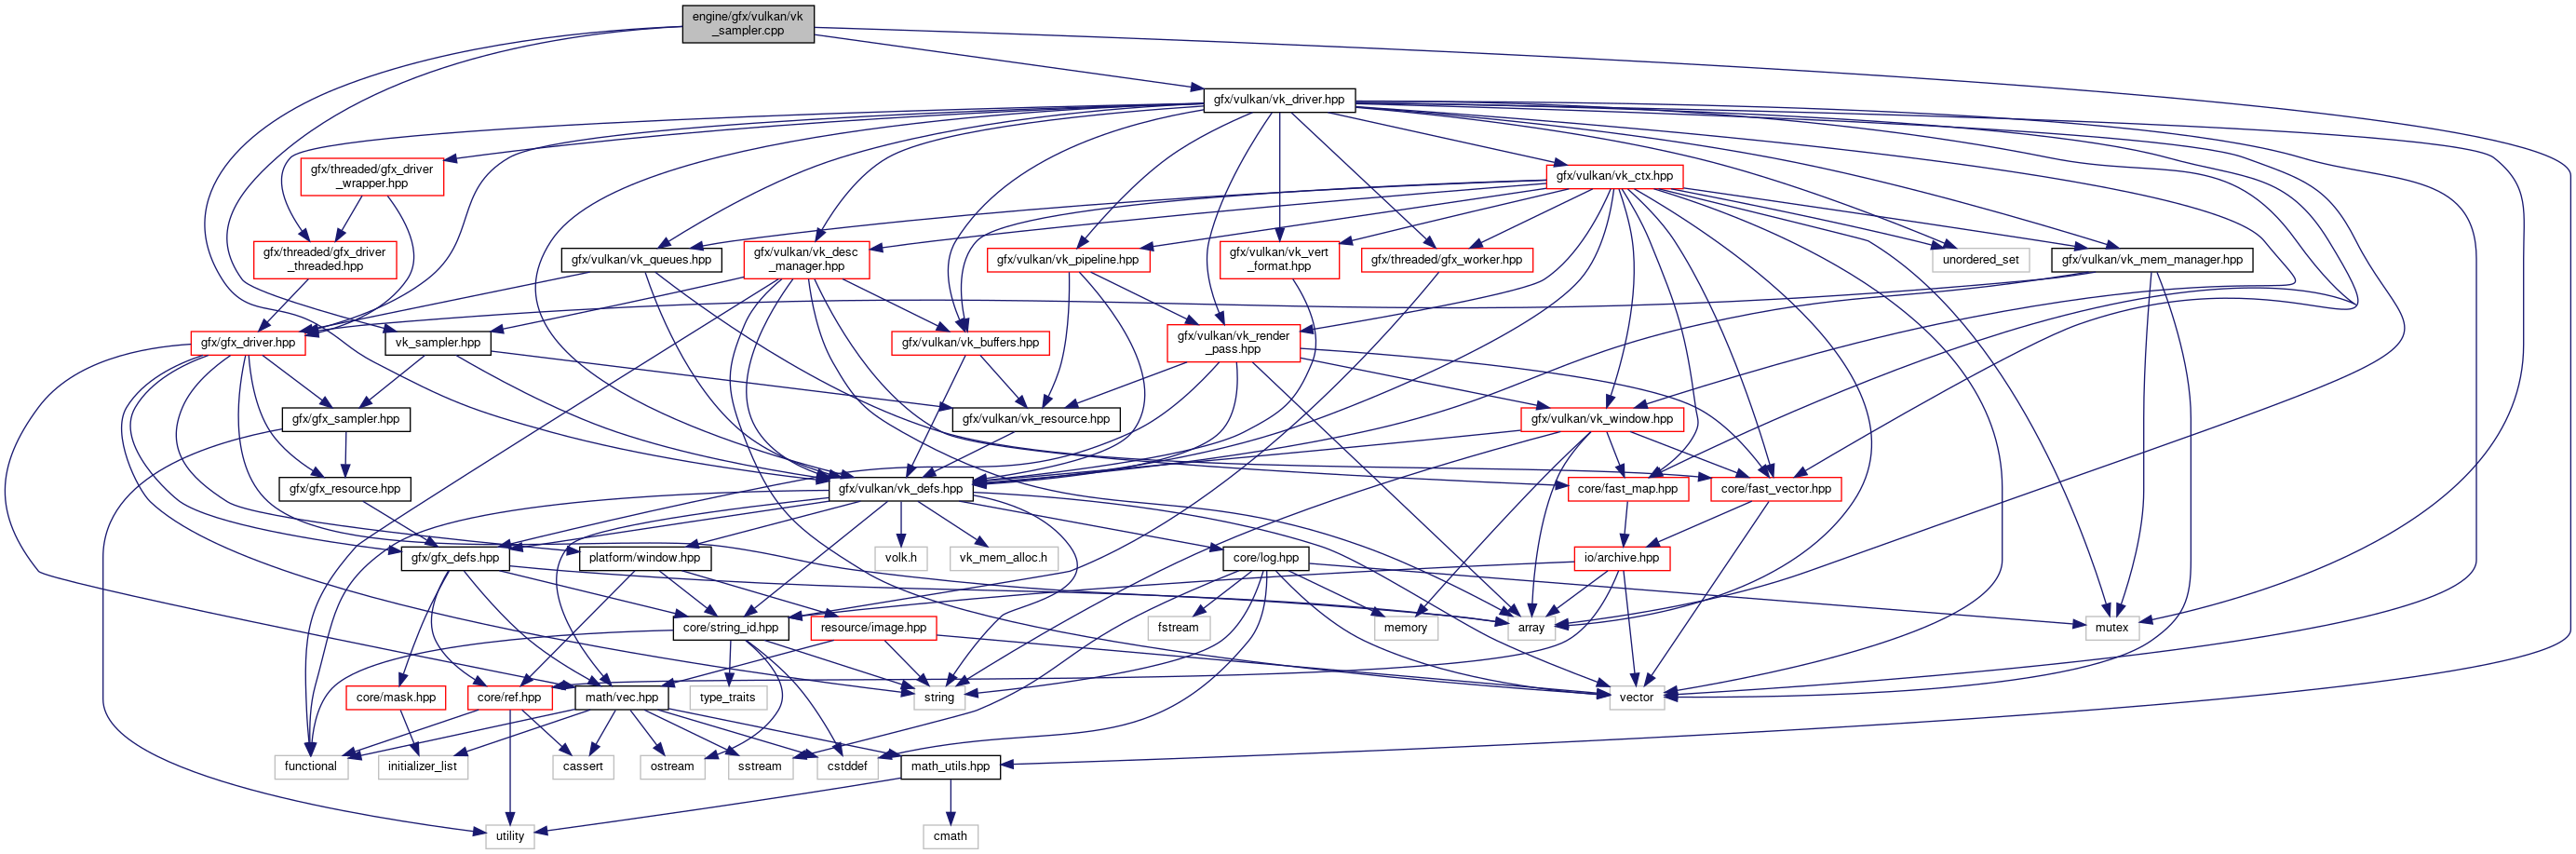 engine/gfx/vulkan/vk
_sampler.cpp
gfx/vulkan/vk_driver.hpp
gfx/threaded/gfx_driver
_wrapper.hpp
gfx/vulkan/vk_ctx.hpp
gfx/threaded/gfx_driver
_threaded.hpp
gfx/vulkan/vk_queues.hpp
gfx/vulkan/vk_desc
_manager.hpp
gfx/vulkan/vk_pipeline.hpp
gfx/vulkan/vk_vert
_format.hpp
gfx/threaded/gfx_worker.hpp
unordered_set
gfx/vulkan/vk_mem_manager.hpp
gfx/gfx_driver.hpp
vk_sampler.hpp
gfx/vulkan/vk_buffers.hpp
gfx/vulkan/vk_render
_pass.hpp
gfx/gfx_sampler.hpp
gfx/vulkan/vk_resource.hpp
gfx/vulkan/vk_window.hpp
gfx/gfx_resource.hpp
gfx/vulkan/vk_defs.hpp
core/fast_map.hpp
core/fast_vector.hpp
gfx/gfx_defs.hpp
platform/window.hpp
volk.h
vk_mem_alloc.h
core/log.hpp
io/archive.hpp
core/string_id.hpp
resource/image.hpp
fstream
memory
array
mutex
core/mask.hpp
core/ref.hpp
math/vec.hpp
type_traits
string
vector
functional
initializer_list
cassert
ostream
sstream
cstddef
math_utils.hpp
utility
cmath